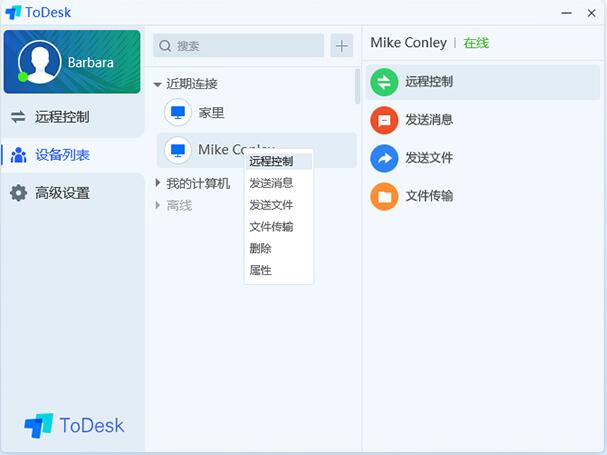 ToDesk
Barbara
远程控制
设备列表
高级设置
ToDesk
搜索
近期连接
家里
Mike Conley
我的计算机
离线
远程控制
发送消息
发送文件
文件传输
删除
属性
Mike Conley | 在线
远程控制
发送消息
发送文件
文件传输